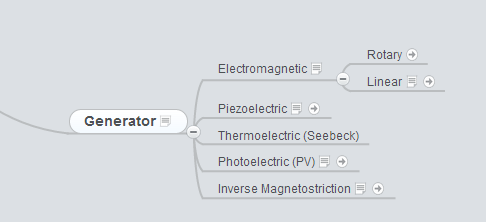 Generator
Electromagnetic
Rotary
Linear
Piezoelectric
Thermoelectric (Seebeck)
Photoelectric (PV)
Inverse Magnetostriction